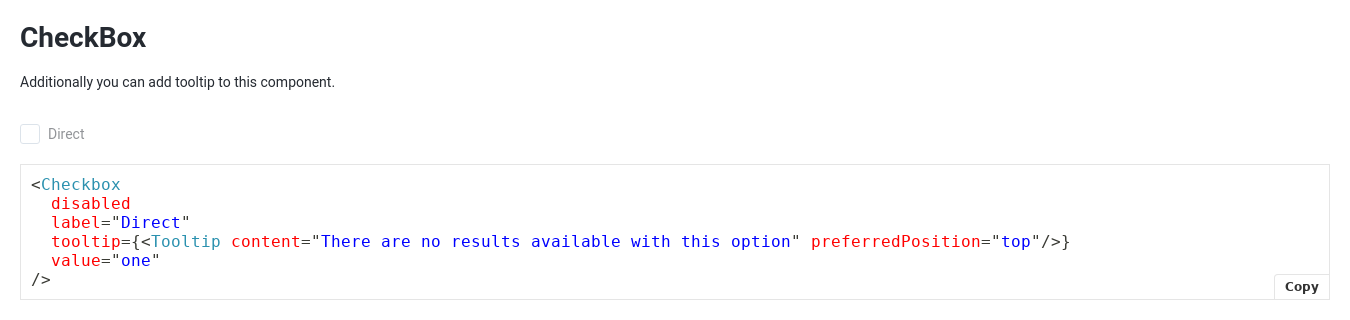 CheckBox
Additionally you can add tooltip to this component.
Direct
<Checkbox
  disabled
  label="Direct"
  tooltip={<Tooltip content="There are no results available with this option" preferredPosition="top"/>}
  value="one"
/>
Copy